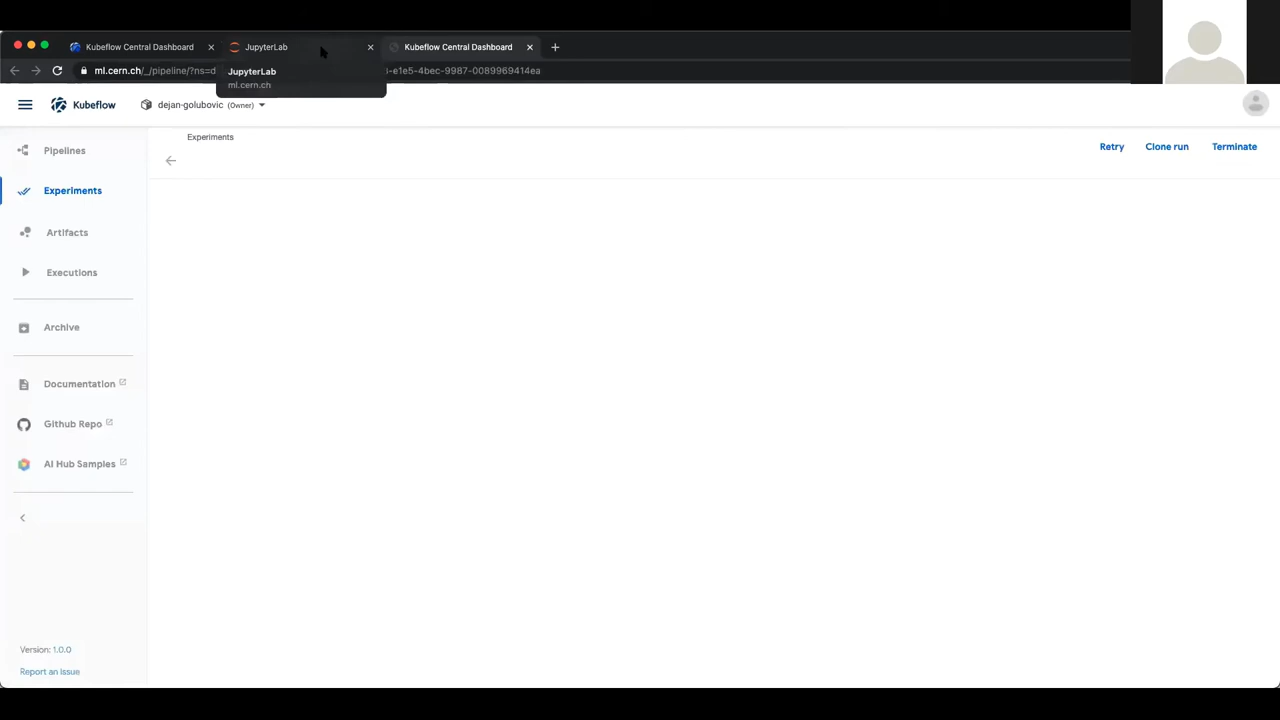 Kubeflow Central Dashboard
JupyterLab
Kubeflow Central Dashboard
ml.cern.ch/_/pipeline/?ns=d
i-e1e5-4bec-9987-0089969414ea
JupyterLab
ml.cern.ch
Kubeflow
dejan-golubovic (Owner)
Experiments
Retry
Clone run
Terminate
Pipelines
Experiments
Artifacts
Executions
Archive
Documentation
Github Repo
AI Hub Samples
Version: 1.0.0
Report an Issue